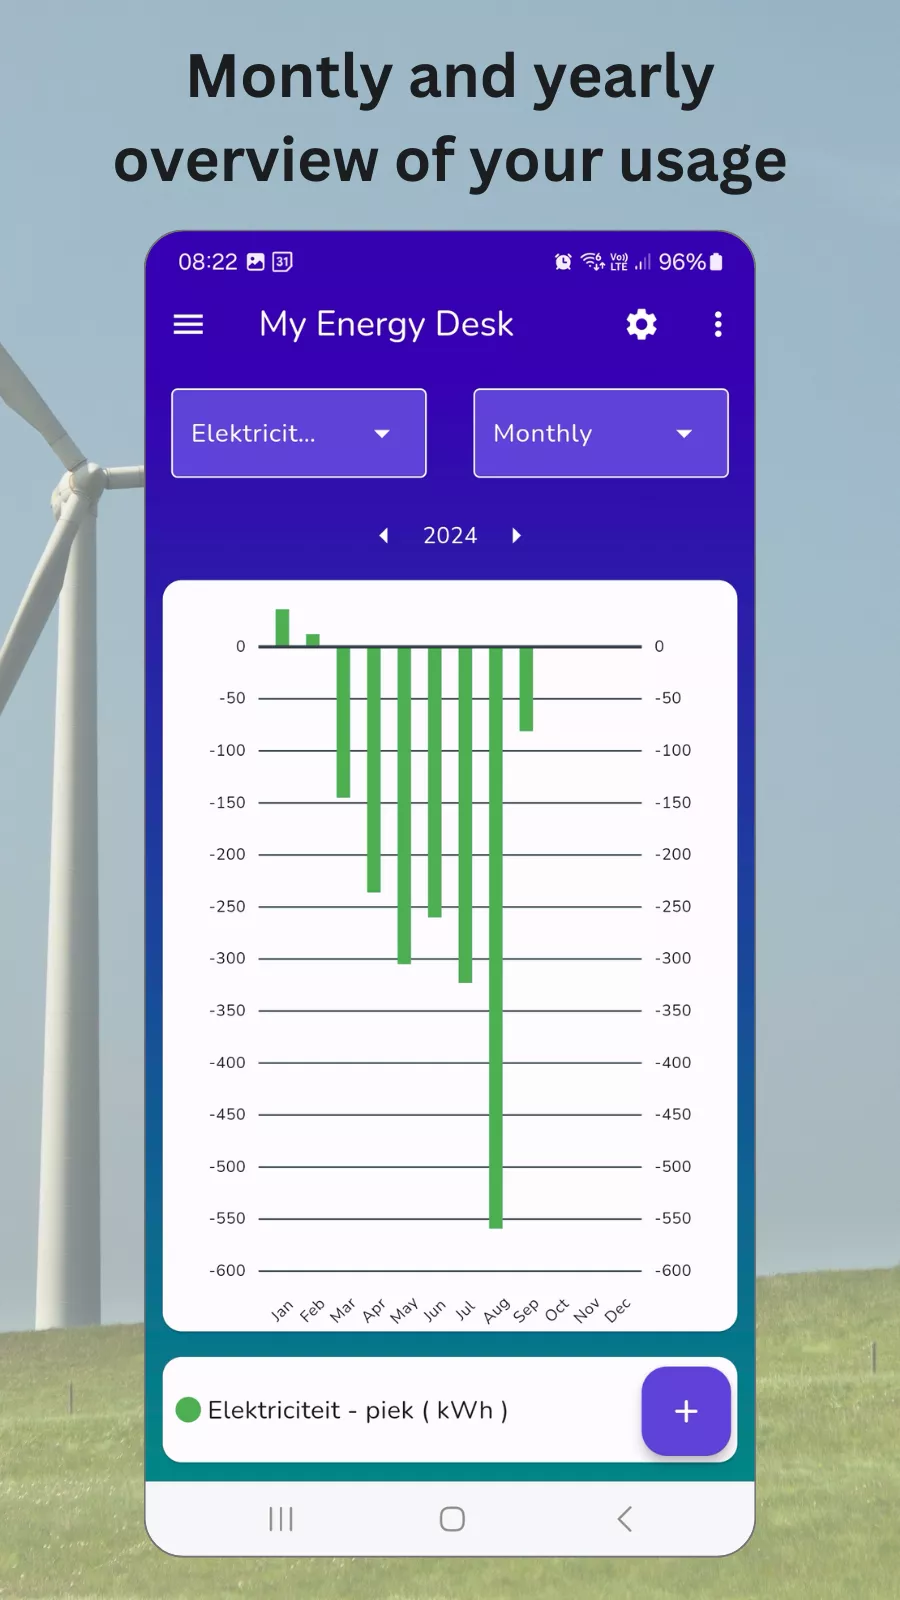 Montly and yearly
overview of your usage
08:22 31 6 Vo)) LTE 96%
My Energy Desk
Elektricit... Monthly
2024
0 0
-50 -50
-100 -100
-150 -150
-200 -200
-250 -250
-300 -300
-350 -350
-400 -400
-450 -450
-500 -500
-550 -550
-600 -600
Jan Feb Mar Apr May Jun Jul Aug Sep Oct Nov Dec
Elektriciteit - piek ( kWh ) +